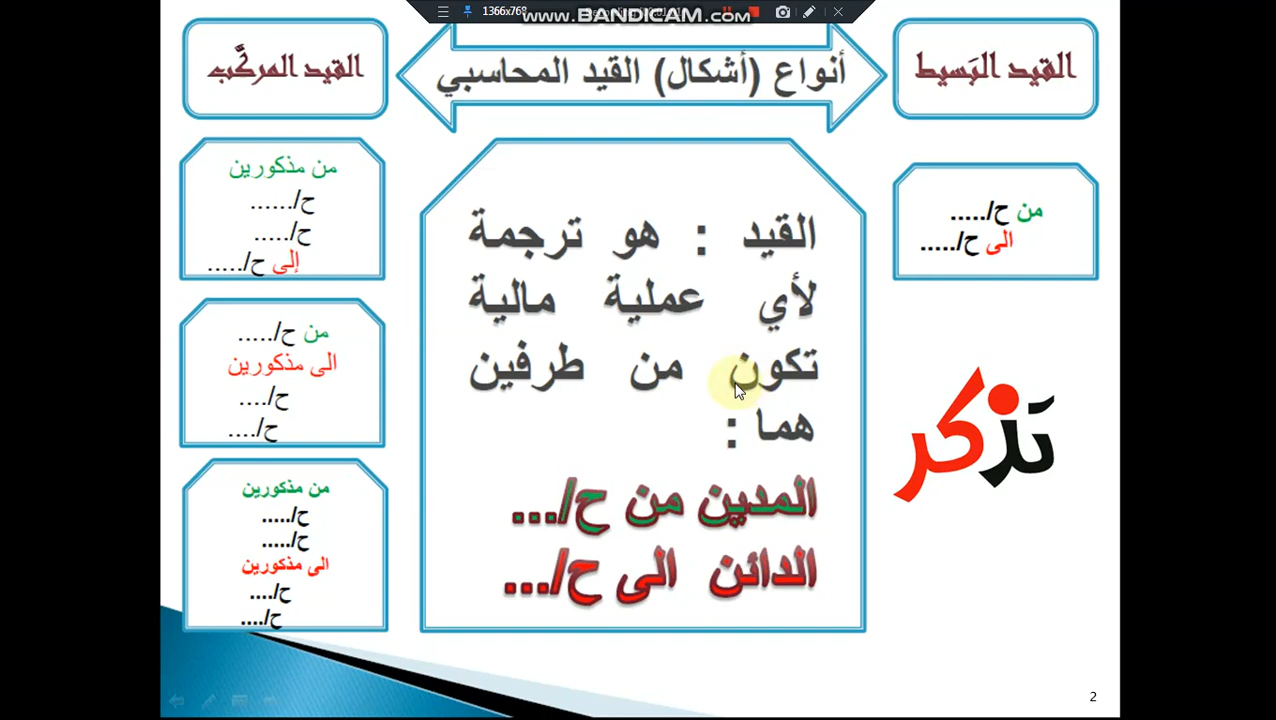 1366x768
www.BANDICAM.com
القيد البَسيط
أنواع (أشكال) القيد المحاسبي
القيد المركَّب
من ح/.....
الى ح/.....
القيد : هو ترجمة
لأي عملية مالية
تكون من طرفين
هما :
المدين من ح/...
الدائن الى ح/...
من مذكورين
ح/......
ح/.....
إلى ح/.....
من ح/.....
الى مذكورين
ح/....
ح/....
من مذكورين
ح/.....
ح/.....
الى مذكورين
ح/....
ح/....
تَذكر
2